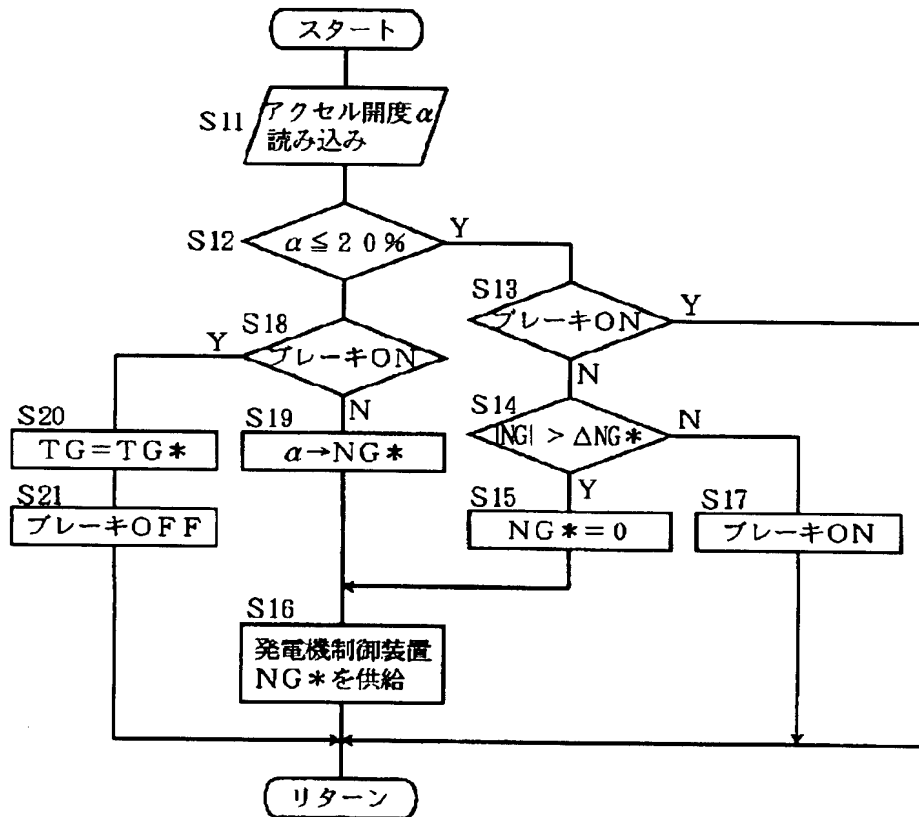 スタート
S11
アクセル開度α
読み込み
S12
α≦20%
Y
S13
ブレーキON
Y
N
S18
ブレーキON
Y
N
S14
|NG|>ΔNG*
N
Y
S20
TG=TG*
S19
α→NG*
S21
ブレーキOFF
S15
NG*=0
S17
ブレーキON
S16
発電機制御装置
NG*を供給
リターン